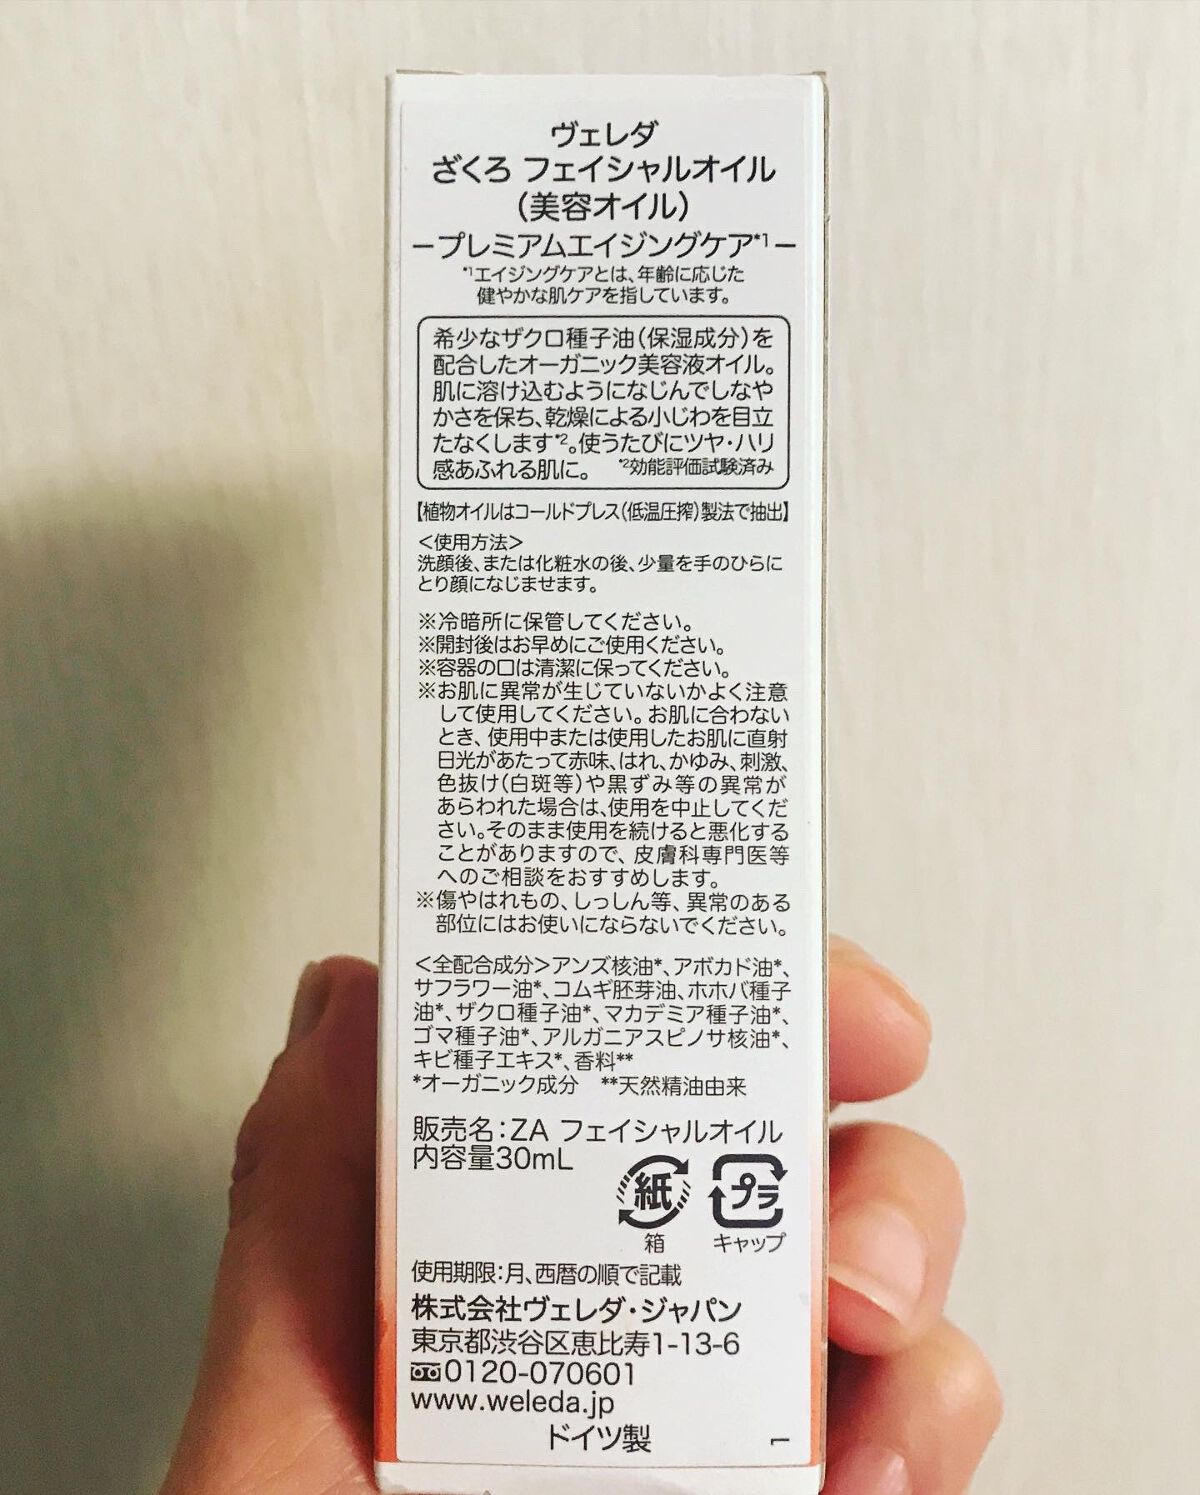 ヴェレダ
ざくろ フェイシャルオイル
（美容オイル）
ープレミアムエイジングケア*1ー
*1エイジングケアとは、年齢に応じた
健やかな肌ケアを指しています。
希少なザクロ種子油（保湿成分）を
配合したオーガニック美容液オイル。
肌に溶け込むようになじんでしなや
かさを保ち、乾燥による小じわを目立
たなくします*2。使うたびにツヤ・ハリ
感あふれる肌に。 *2効能評価試験済み
【植物オイルはコールドプレス（低温圧搾）製法で抽出】
＜使用方法＞
洗顔後、または化粧水の後、少量を手のひらに
とり顔になじませます。
※冷暗所に保管してください。
※開封後はお早めにご使用ください。
※容器の口は清潔に保ってください。
※お肌に異常が生じていないかよく注意
して使用してください。お肌に合わない
とき、使用中または使用したお肌に直射
日光があたって赤味、はれ、かゆみ、刺激、
色抜け（白斑等）や黒ずみ等の異常が
あらわれた場合は、使用を中止してくだ
さい。そのまま使用を続けると悪化する
ことがありますので、皮膚科専門医等
へのご相談をおすすめします。
※傷やはれもの、しっしん等、異常のある
部位にはお使いにならないでください。
＜全配合成分＞アンズ核油*、アボカド油*、
サフラワー油*、コムギ胚芽油、ホホバ種子
油*、ザクロ種子油*、マカデミア種子油*、
ゴマ種子油*、アルガニアスピノサ核油*、
キビ種子エキス*、香料**
*オーガニック成分 **天然精油由来
販売名：ZA フェイシャルオイル
内容量30mL
紙 プラ
箱 キャップ
使用期限：月、西暦の順で記載
株式会社ヴェレダ・ジャパン
東京都渋谷区恵比寿1-13-6
0120-070601
www.weleda.jp
ドイツ製
1